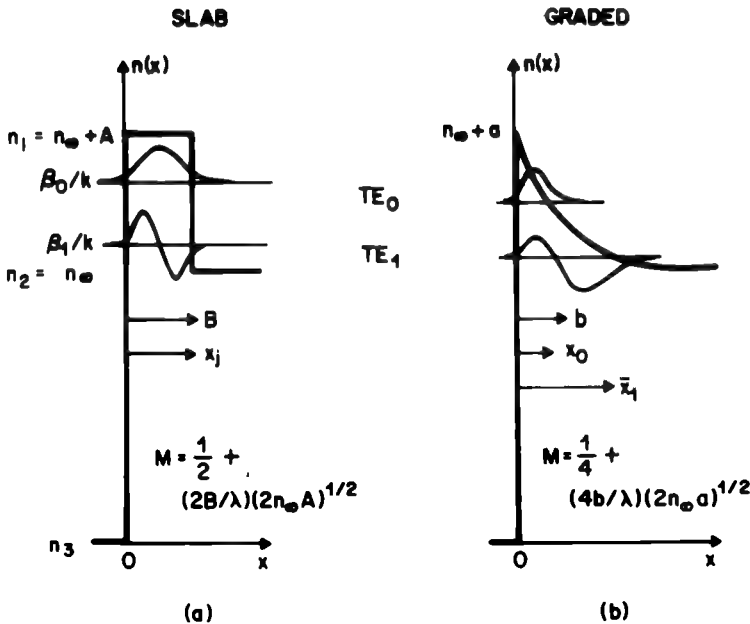 SLAB
n(x)
n₁ = n∞ + A
β₀/k
β₁/k
n₂ = n∞
B
xⱼ
M = 1/2 +
(2B/λ)(2n∞A)^1/2
n₃
0
x
(a)
GRADED
n(x)
n∞ + a
TE₀
TE₁
b
x₀
x̄₁
M = 1/4 +
(4b/λ)(2n∞a)^1/2
0
x
(b)